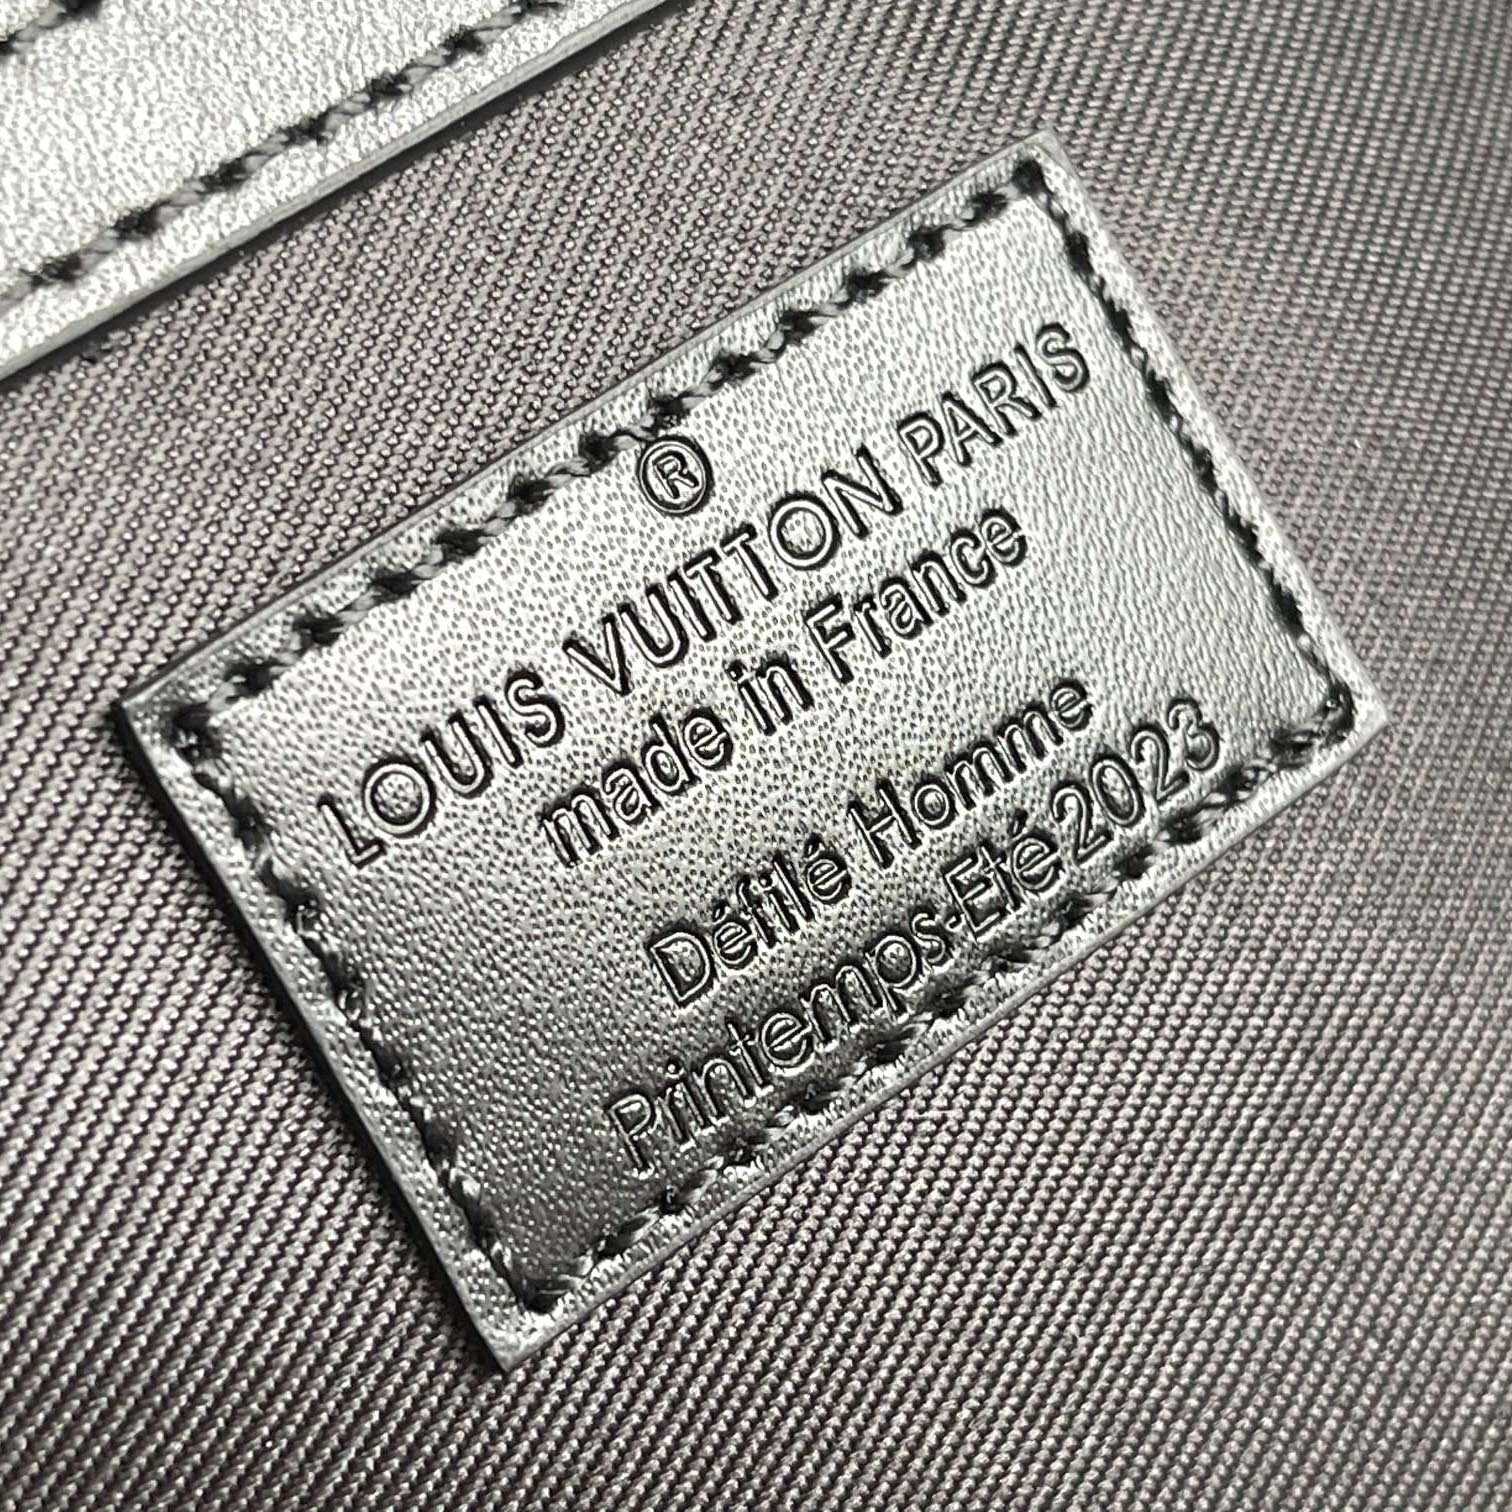 ®
LOUIS VUITTON PARIS
made in France
Défilé Homme
Printemps-Eté 2023